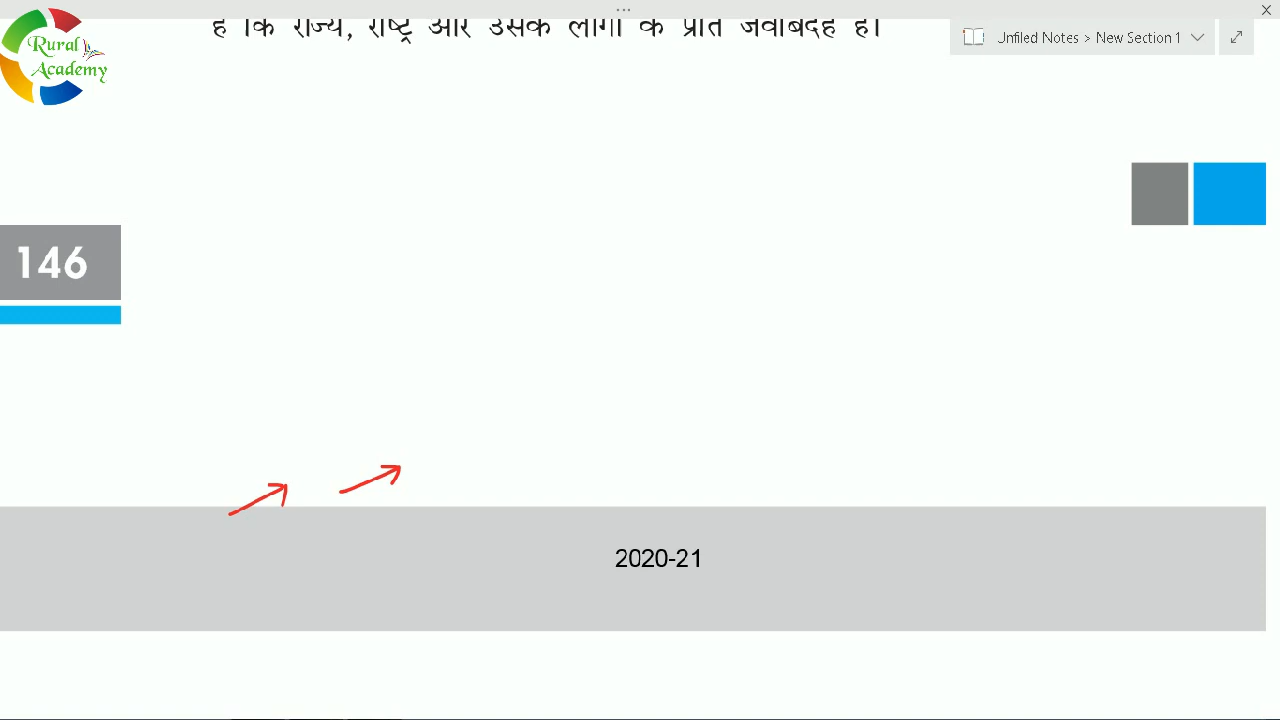 है कि राज्य, राष्ट्र और उसके लोगों के प्रति जवाबदेह हो।
Unfiled Notes > New Section 1
Rural
Academy
146
2020-21